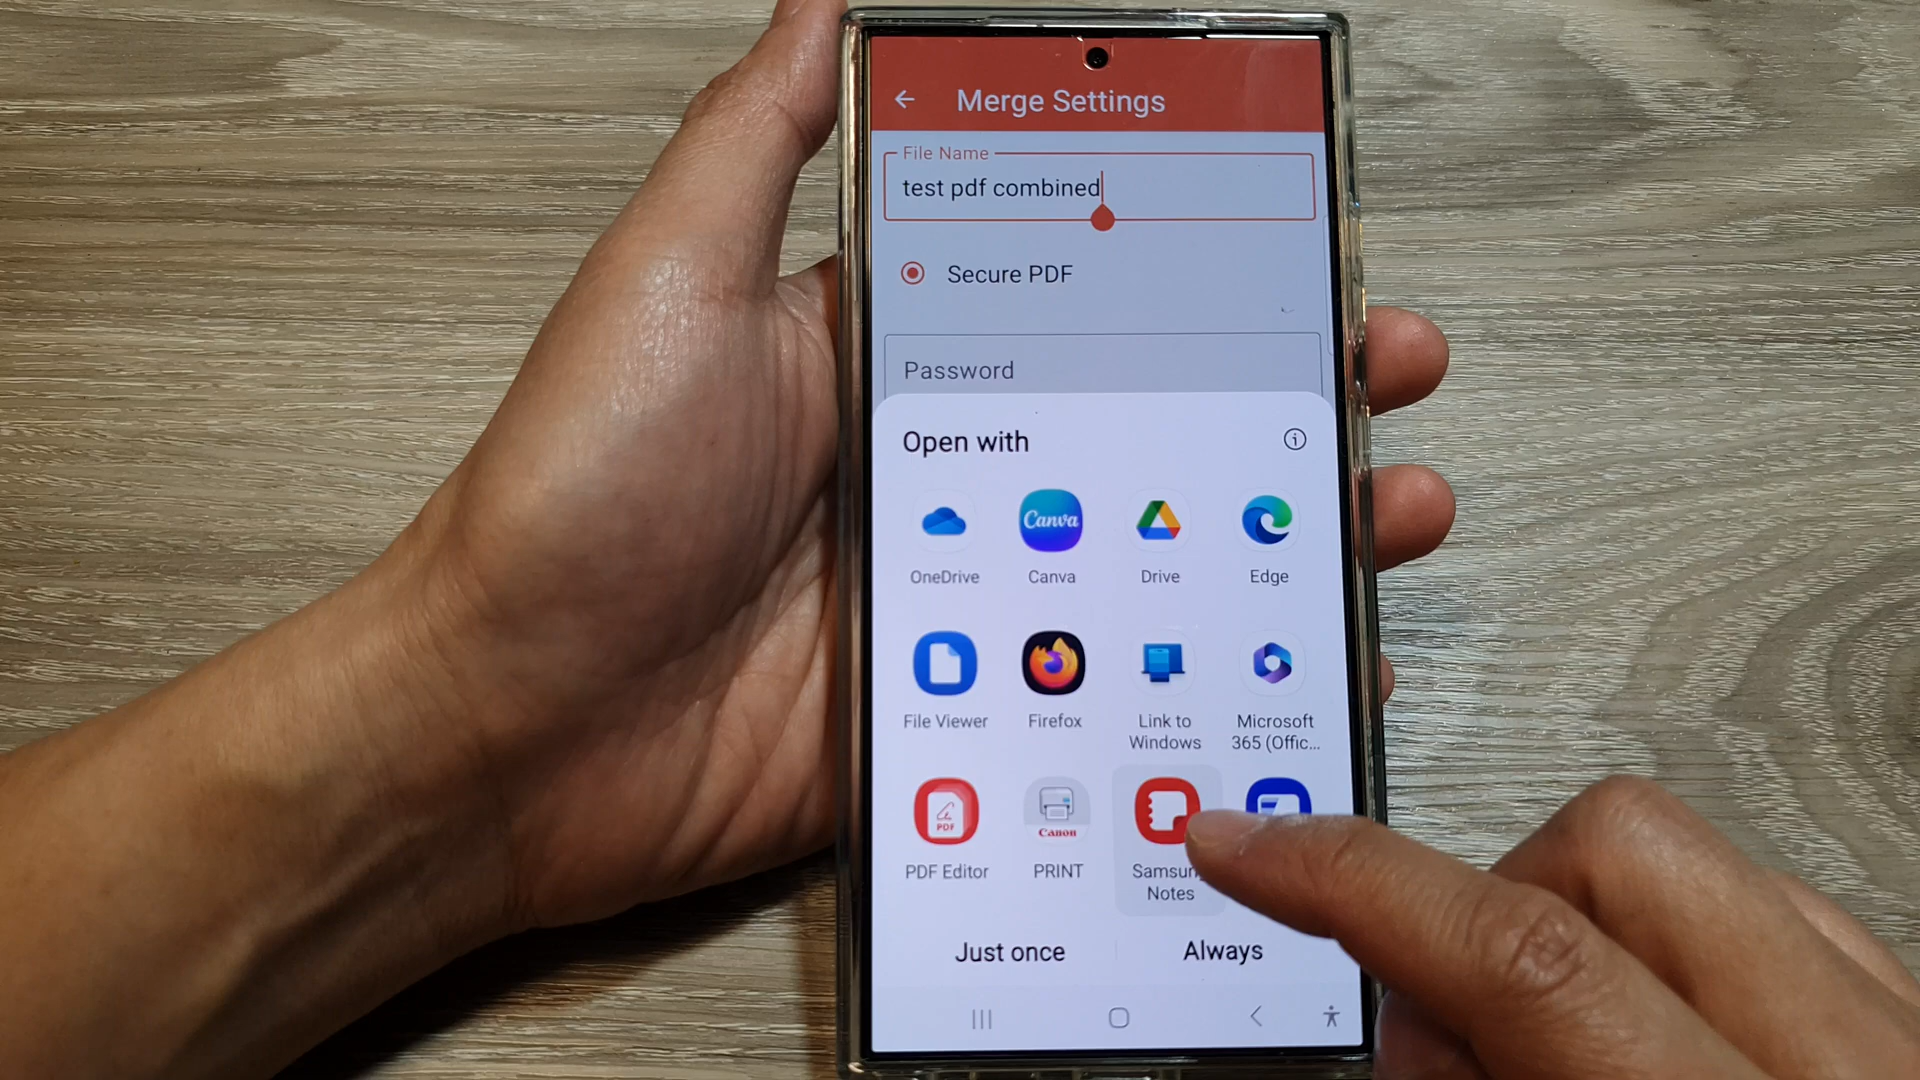 Merge Settings
File Name
test pdf combined
Secure PDF
Password
Open with
Canva
OneDrive Canva Drive Edge
File Viewer Firefox Link to Windows Microsoft 365 (Offic...
PDF
Canon
PDF Editor PRINT Samsun Notes
Just once Always